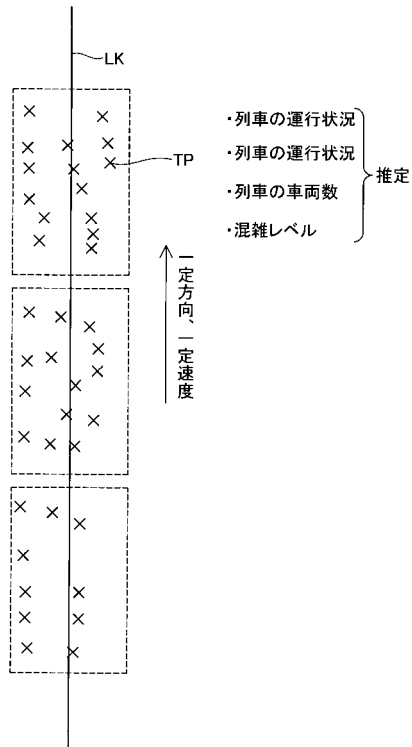 LK
・列車の運行状況
・列車の運行状況
TP
推定
・列車の車両数
・混雑レベル
一定方向、一定速度